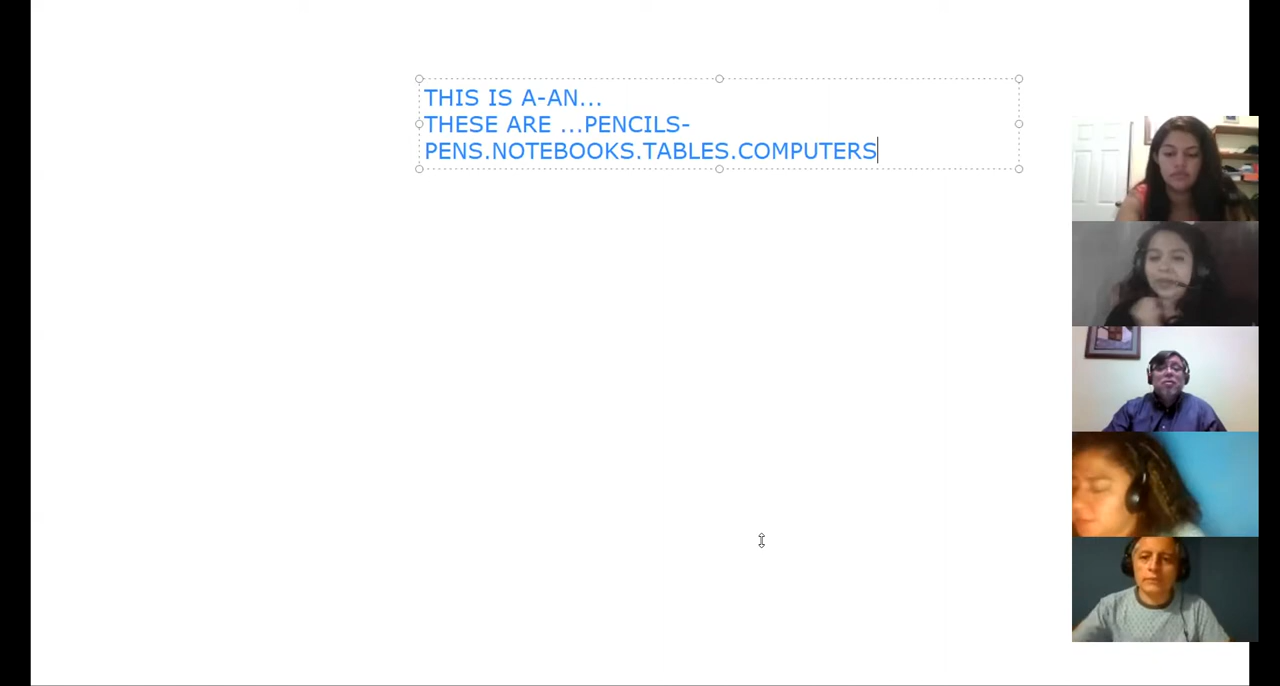 THIS IS A-AN...
THESE ARE ...PENCILS-
PENS.NOTEBOOKS.TABLES.COMPUTERS